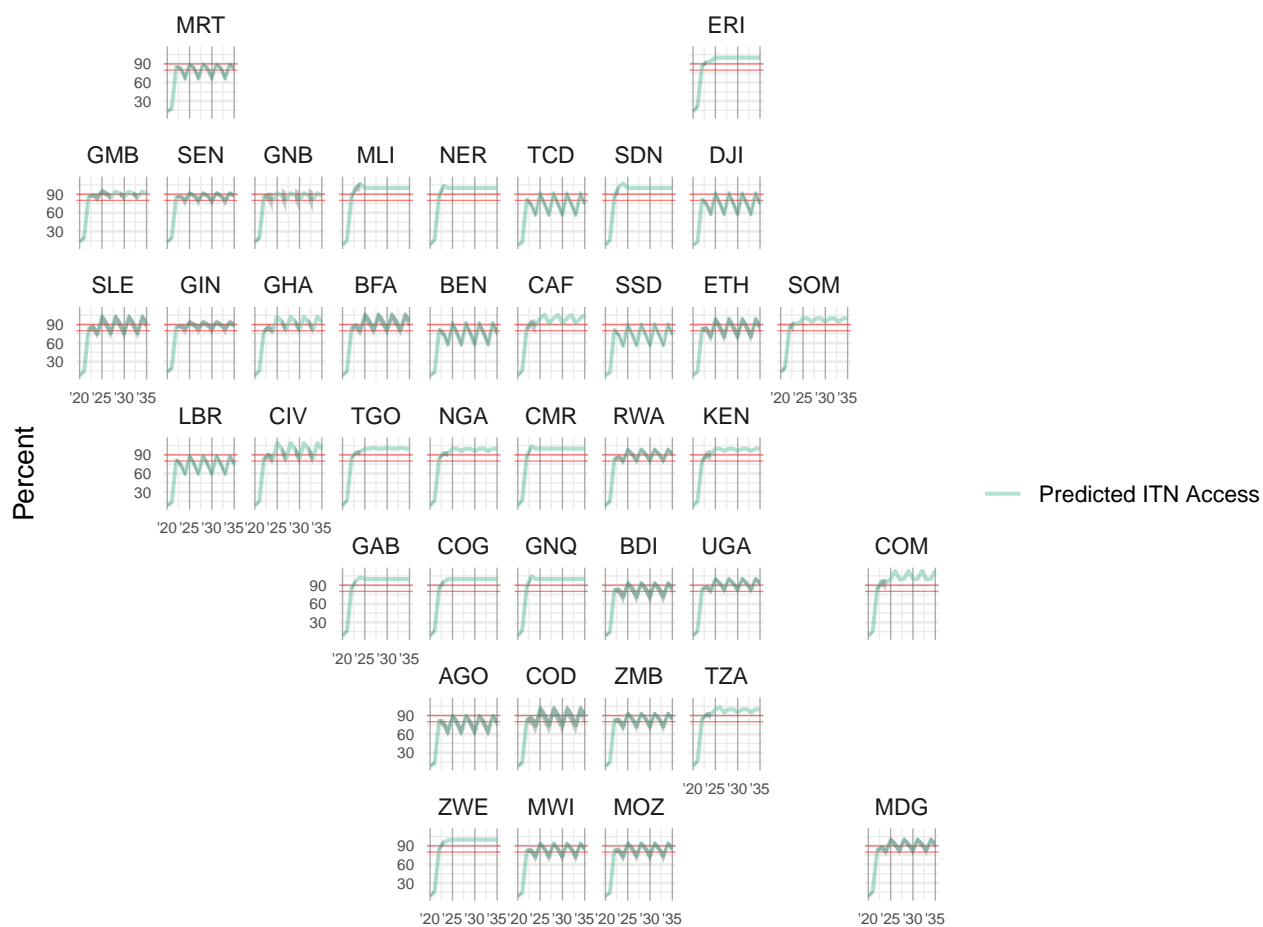 MRT ERI
90
60
30
GMB SEN GNB MLI NER TCD SDN DJI
90
60
30
SLE GIN GHA BFA BEN CAF SSD ETH SOM
90
60
30
'20 '25 '30 '35 '20 '25 '30 '35
LBR CIV TGO NGA CMR RWA KEN
90
60
30
'20 '25 '30 '35 '20 '25 '30 '35
GAB COG GNQ BDI UGA COM
90
60
30
'20 '25 '30 '35
AGO COD ZMB TZA
90
60
30
'20 '25 '30 '35
ZWE MWI MOZ MDG
90
60
30
'20 '25 '30 '35 '20 '25 '30 '35 '20 '25 '30 '35 '20 '25 '30 '35
Percent
Predicted ITN Access